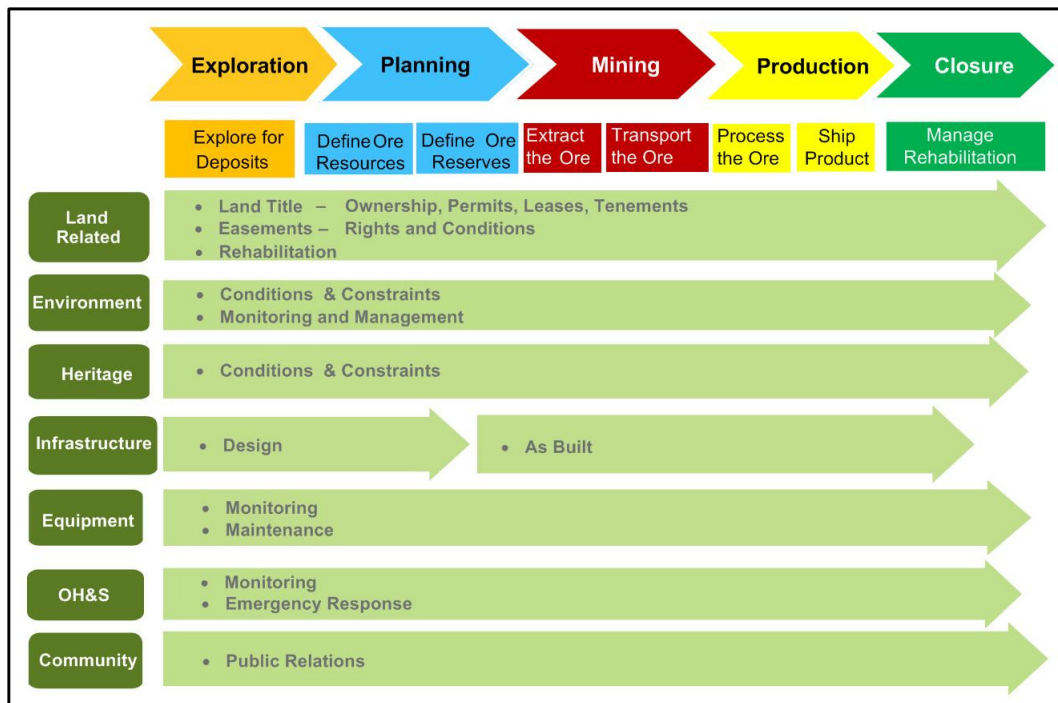 Exploration
Planning
Mining
Production
Closure
Explore for
Deposits
Define Ore
Resources
Define Ore
Reserves
Extract
the Ore
Transport
the Ore
Process
the Ore
Ship
Product
Manage
Rehabilitation
Land
Related
• Land Title – Ownership, Permits, Leases, Tenements
• Easements – Rights and Conditions
• Rehabilitation
Environment
• Conditions & Constraints
• Monitoring and Management
Heritage
• Conditions & Constraints
Infrastructure
• Design
• As Built
Equipment
• Monitoring
• Maintenance
OH&S
• Monitoring
• Emergency Response
Community
• Public Relations